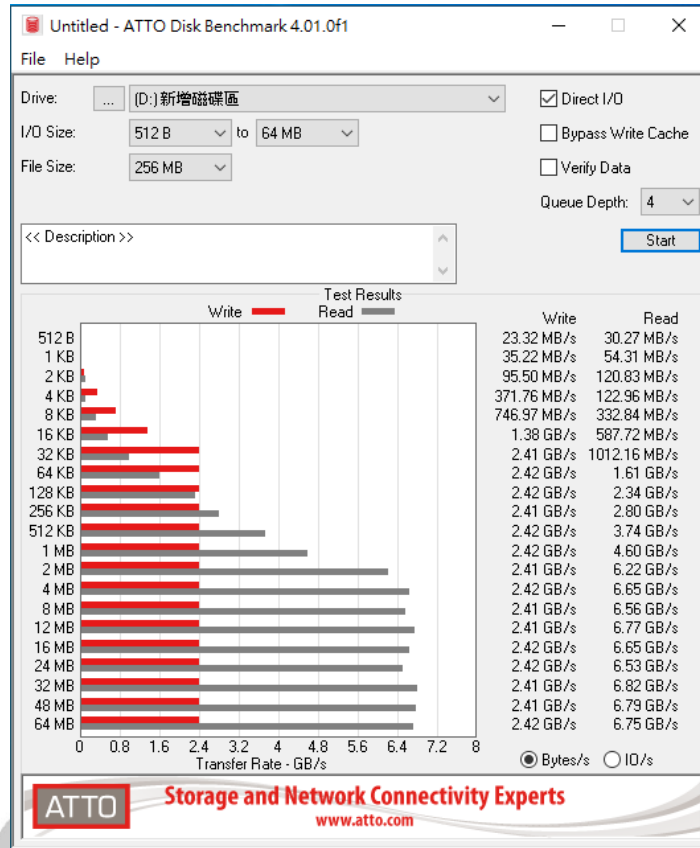 Untitled - ATTO Disk Benchmark 4.01.0f1
File Help
Drive: ... (D:)新增磁碟區 Direct I/O
I/O Size: 512 B to 64 MB Bypass Write Cache
File Size: 256 MB Verify Data
Queue Depth: 4
<< Description >> Start
Test Results
Write Read Write Read
512 B 23.32 MB/s 30.27 MB/s
1 KB 35.22 MB/s 54.31 MB/s
2 KB 95.50 MB/s 120.83 MB/s
4 KB 371.76 MB/s 122.96 MB/s
8 KB 746.97 MB/s 332.84 MB/s
16 KB 1.38 GB/s 587.72 MB/s
32 KB 2.41 GB/s 1012.16 MB/s
64 KB 2.42 GB/s 1.61 GB/s
128 KB 2.42 GB/s 2.34 GB/s
256 KB 2.41 GB/s 2.80 GB/s
512 KB 2.42 GB/s 3.74 GB/s
1 MB 2.42 GB/s 4.60 GB/s
2 MB 2.41 GB/s 6.22 GB/s
4 MB 2.42 GB/s 6.65 GB/s
8 MB 2.41 GB/s 6.56 GB/s
12 MB 2.41 GB/s 6.77 GB/s
16 MB 2.42 GB/s 6.65 GB/s
24 MB 2.42 GB/s 6.53 GB/s
32 MB 2.41 GB/s 6.82 GB/s
48 MB 2.41 GB/s 6.79 GB/s
64 MB 2.42 GB/s 6.75 GB/s
0 0.8 1.6 2.4 3.2 4 4.8 5.6 6.4 7.2 8
Transfer Rate - GB/s Bytes/s IO/s
ATTO Storage and Network Connectivity Experts
www.atto.com